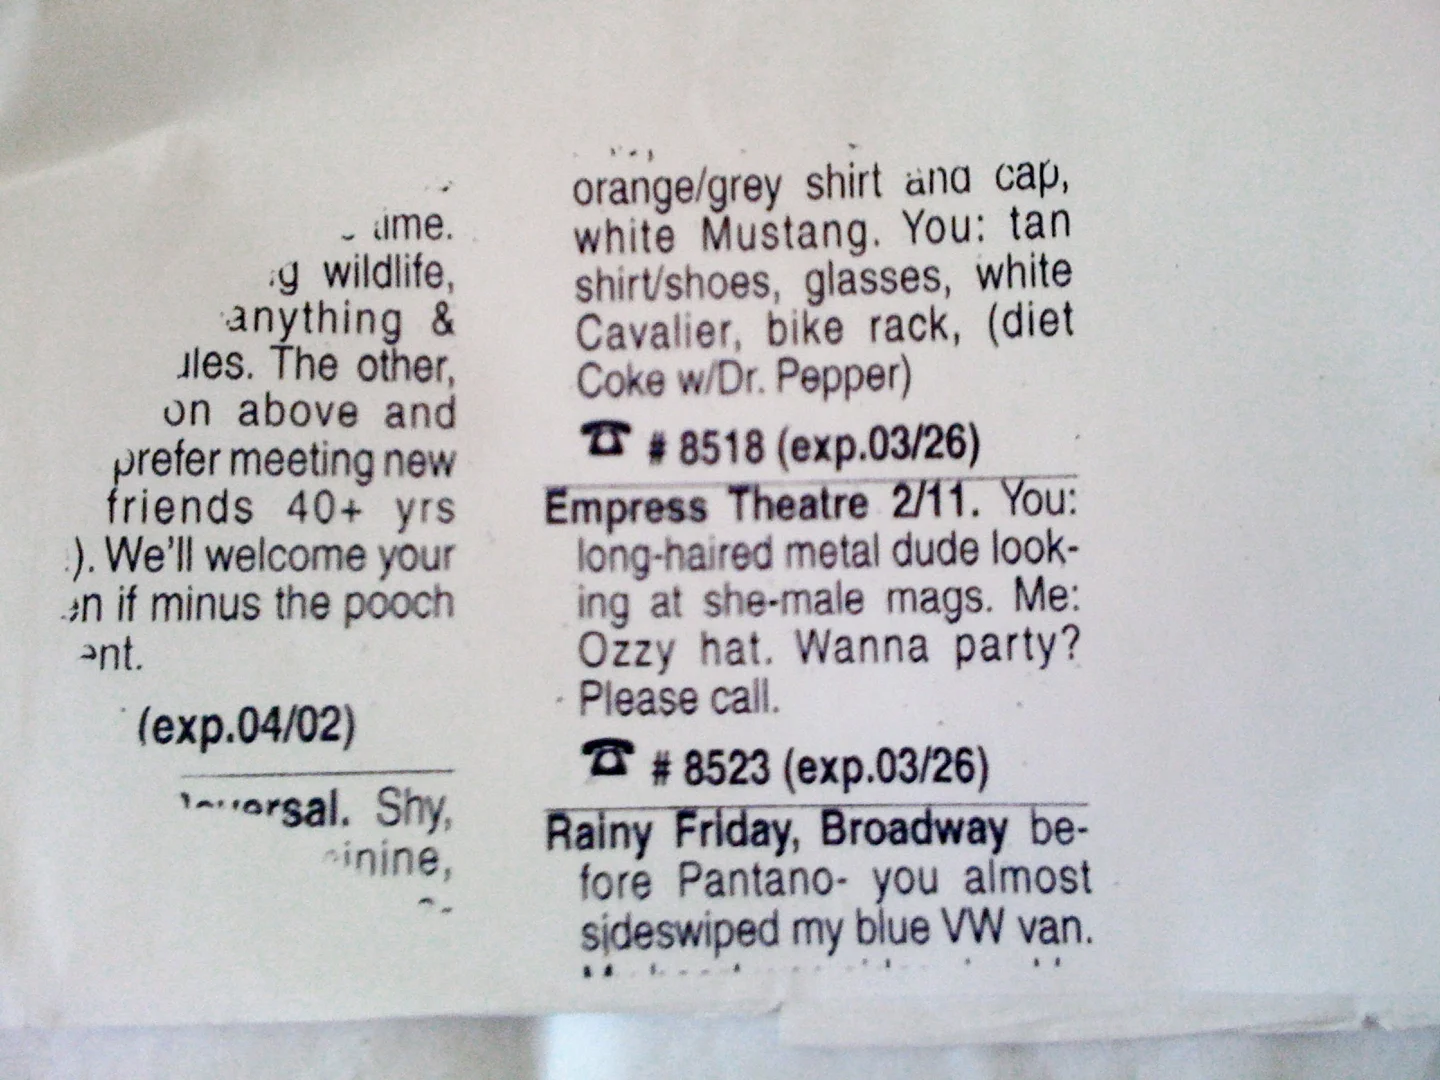 wildlife,
anything &
The other,
on above and
prefer meeting new
friends 40+ yrs
). We'll welcome your
if minus the pooch
(exp.04/02)
Shy,
orange/grey shirt and cap,
white Mustang. You: tan
shirt/shoes, glasses, white
Cavalier, bike rack, (diet
Coke w/Dr. Pepper)
☎ # 8518 (exp.03/26)
Empress Theatre 2/11. You:
long-haired metal dude look-
ing at she-male mags. Me:
Ozzy hat. Wanna party?
Please call.
☎ # 8523 (exp.03/26)
Rainy Friday, Broadway be-
fore Pantano- you almost
sideswiped my blue VW van.